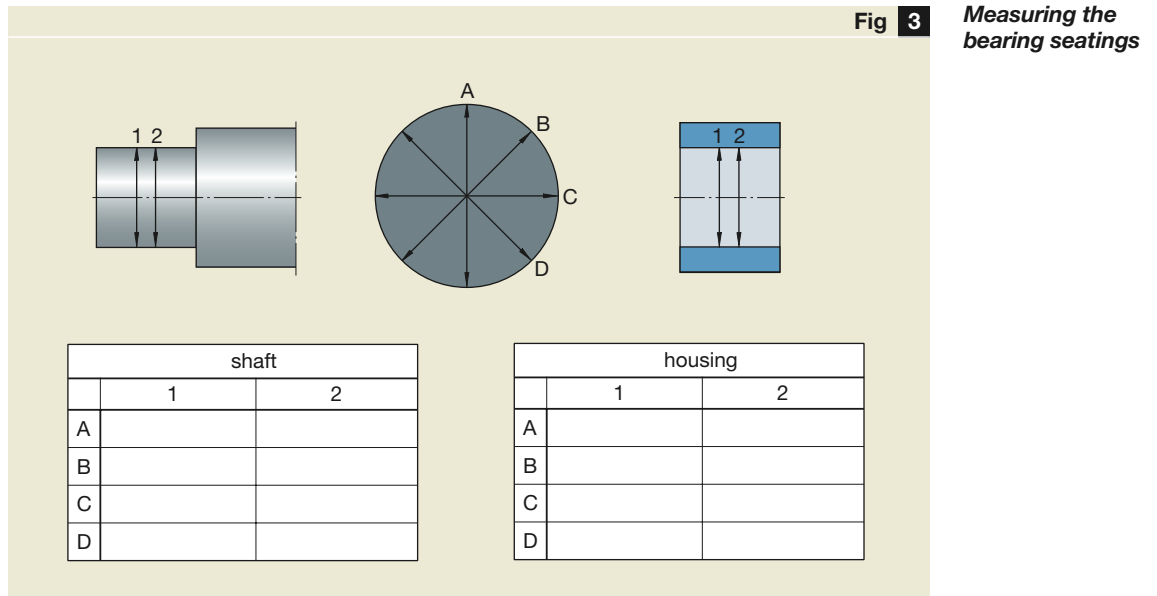 Fig 3
Measuring the
bearing seatings
A
B
C
D
1 2
1 2
shaft
1 2
A
B
C
D
housing
1 2
A
B
C
D